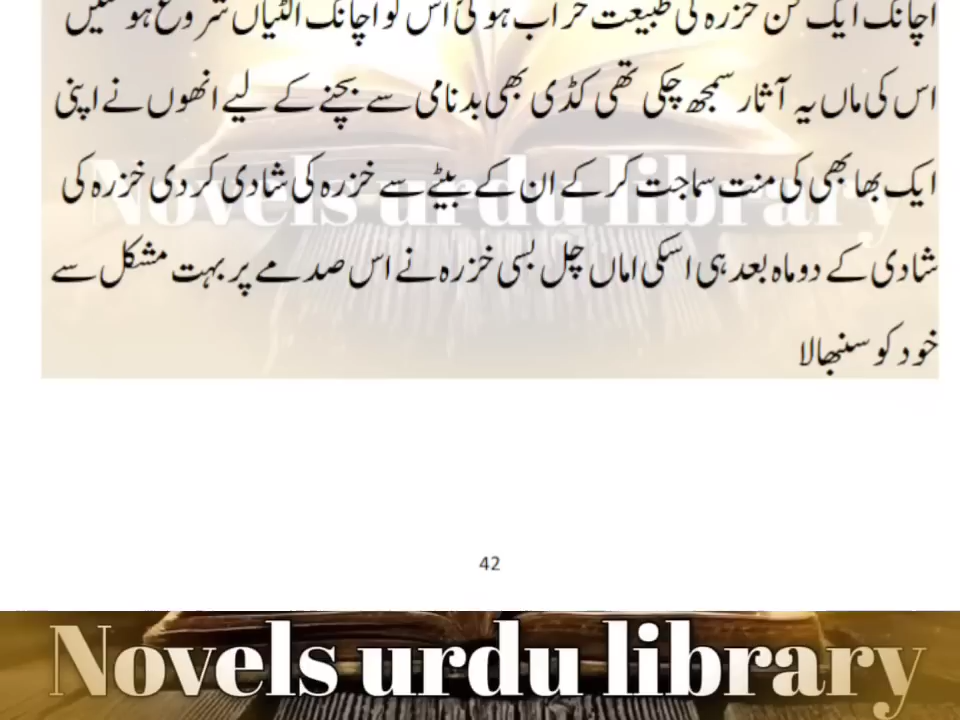 اچانک ایک دن خزرہ کی طبیعت خراب ہوئی اس کو اچانک الٹیاں شروع ہو گئیں
اس کی ماں یہ آثار سمجھ چکی تھی کڈی بھی بدنامی سے بچنے کے لیے انھوں نے اپنی
ایک بھابھی کی منت سماجت کر کے ان کے بیٹے سے خزرہ کی شادی کر دی خزرہ کی
شادی کے دو ماہ بعد ہی اسکی اماں چل بسی خزرہ نے اس صدمے پر بہت مشکل سے
خود کو سنبھالا
Novels urdu library
42
Novels urdu library